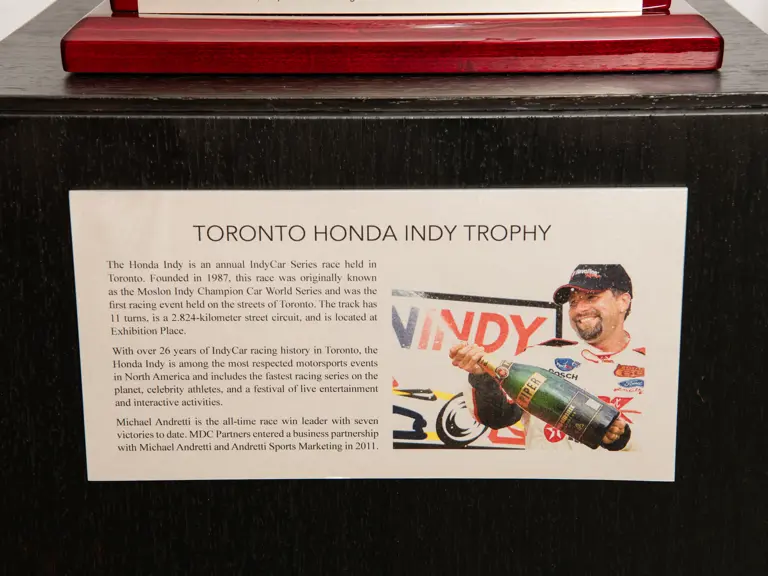 TORONTO HONDA INDY TROPHY
The Honda Indy is an annual IndyCar Series race held in
Toronto. Founded in 1987, this race was originally known
as the Moslon Indy Champion Car World Series and was the
first racing event held on the streets of Toronto. The track has
11 turns, is a 2.824-kilometer street circuit, and is located at
Exhibition Place.
With over 26 years of IndyCar racing history in Toronto, the
Honda Indy is among the most respected motorsports events
in North America and includes the fastest racing series on the
planet, celebrity athletes, and a festival of live entertainment
and interactive activities.
Michael Andretti is the all-time race win leader with seven
victories to date. MDC Partners entered a business partnership
with Michael Andretti and Andretti Sports Marketing in 2011.
INDY
BOSCH
Ford
PIPER